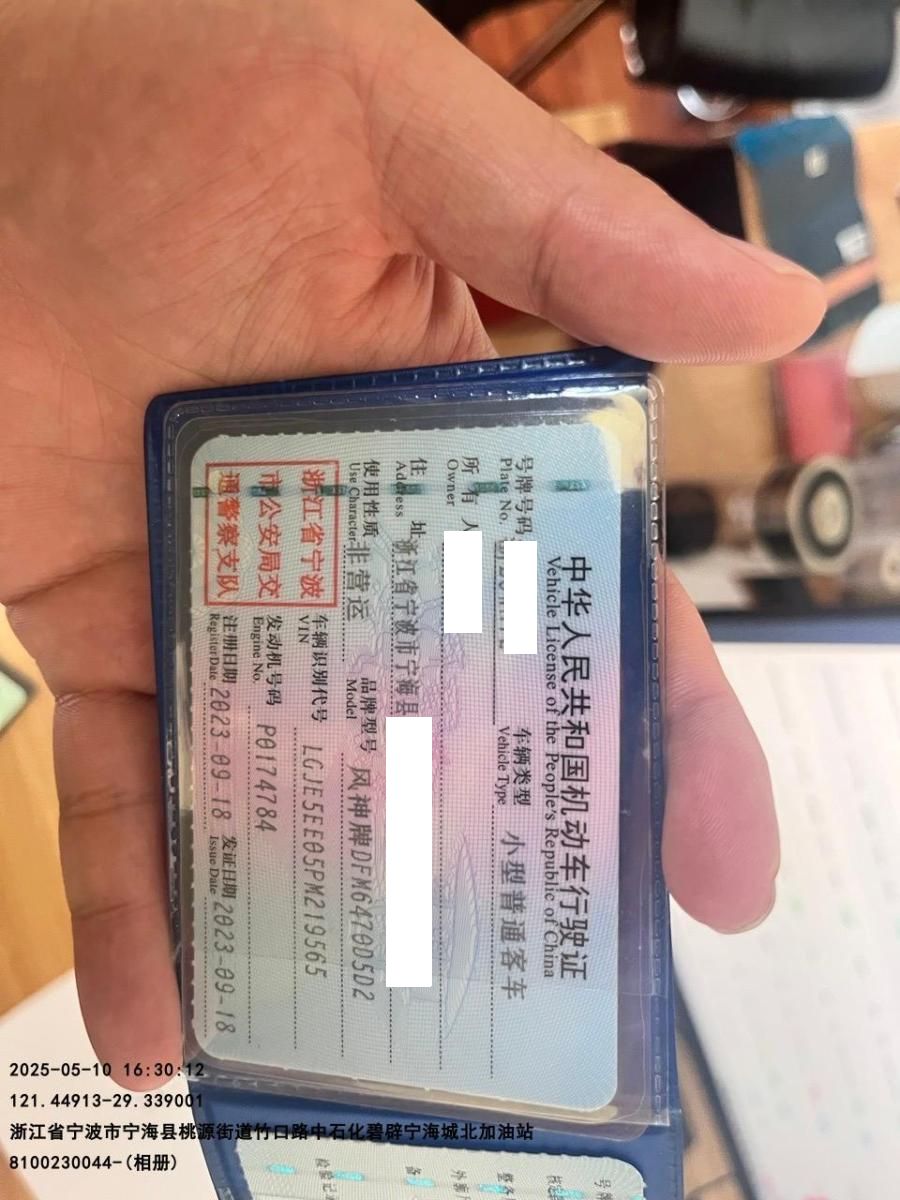 中华人民共和国机动车行驶证
Vehicle License of the People's Republic of China
号牌号码
Plate No.
车辆类型 小型普通客车
Vehicle Type
所有人
Owner
住址 浙江省宁波市宁海县
Address
使用性质 非营运
Use Character
品牌型号 风神牌DFM6470D5D2
Model
浙江省宁波
市公安局交
通警察支队
车辆识别代号 LGJE5EE05PM219565
VIN
发动机号码 P0174784
Engine No.
注册日期 2023-09-18 发证日期 2023-09-18
Register Date Issue Date
2025-05-10 16:30:12
121.44913-29.339001
浙江省宁波市宁海县桃源街道竹口路中石化碧辟宁海城北加油站
8100230044-(相册)